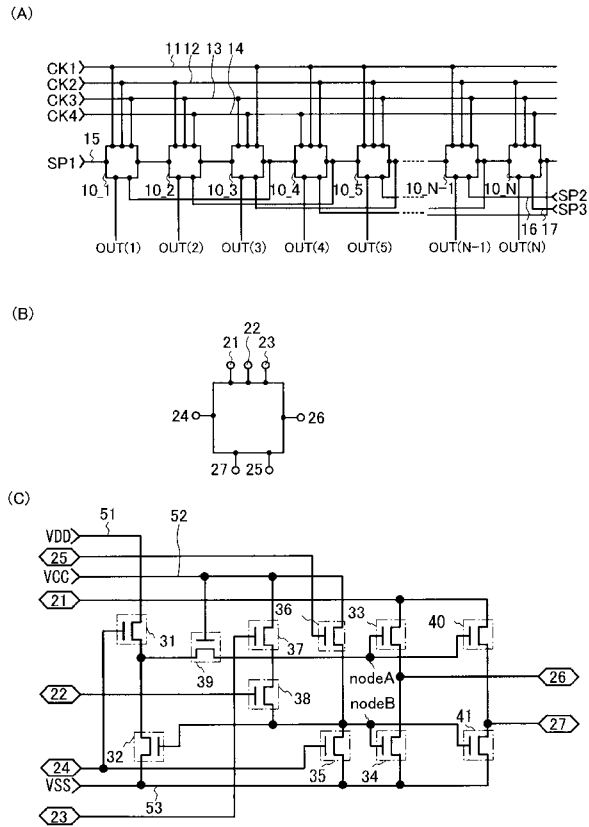 (A)
11 12 13 14
CK1
CK2
CK3
CK4
15
SP1
10_1 10_2 10_3 10_4 10_5 10_N-1 10_N
SP2
SP3
16 17
OUT(1) OUT(2) OUT(3) OUT(4) OUT(5) OUT(N-1) OUT(N)
(B)
22
21 23
24 26
27 25
(C)
51 52
VDD
25
VCC
21
36 33 40
31 37
39
nodeA
26
22 38
nodeB
27
41
32
24
35 34
VSS
53
23